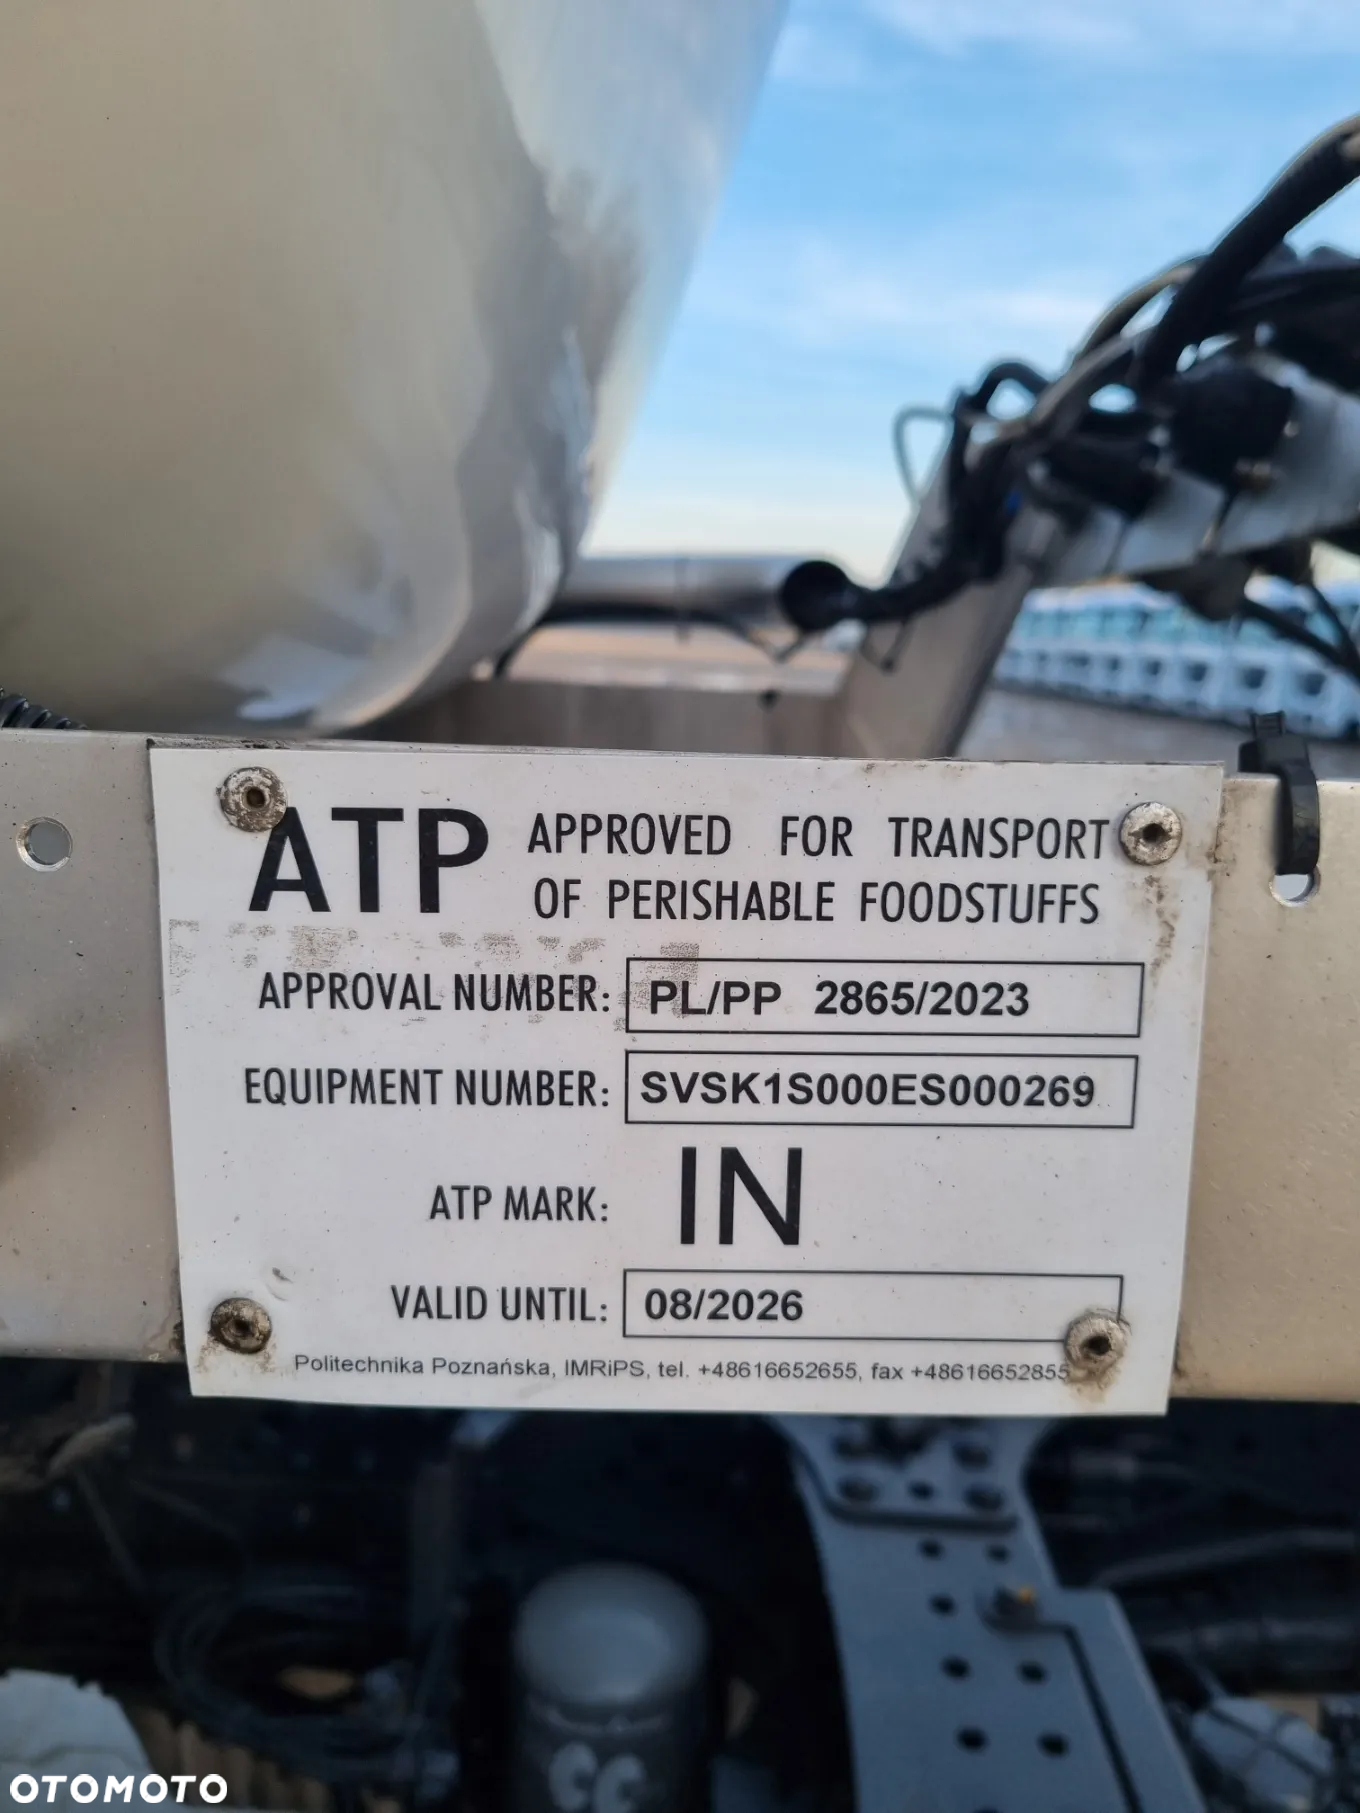 ATP APPROVED FOR TRANSPORT
OF PERISHABLE FOODSTUFFS
APPROVAL NUMBER: PL/PP 2865/2023
EQUIPMENT NUMBER: SVSK1S000ES000269
ATP MARK: IN
VALID UNTIL: 08/2026
Politechnika Poznańska, IMRiPS, tel. +48616652655, fax +48616652855
OTOMOTO